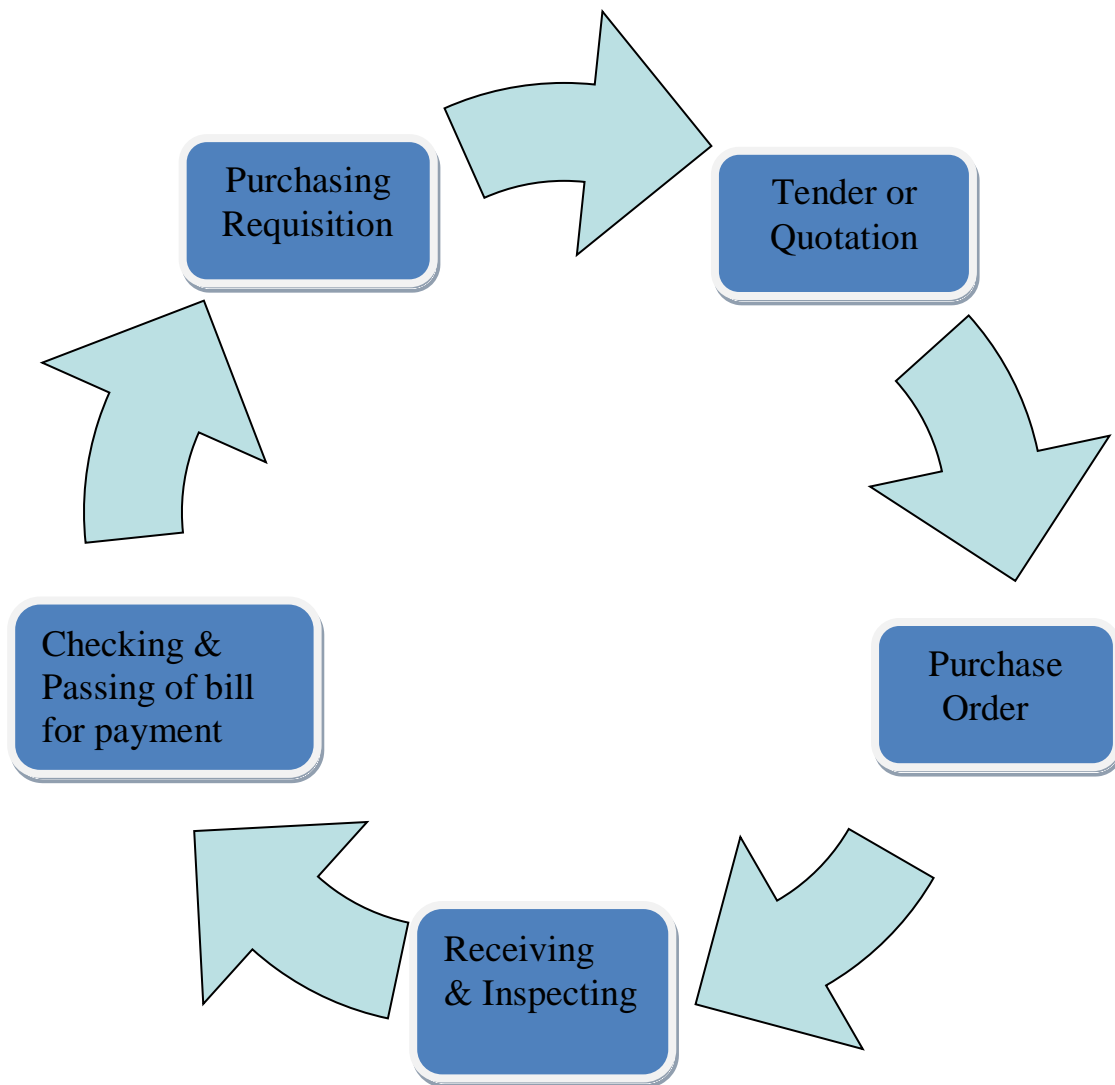 Purchasing
Requisition
Tender or
Quotation
Purchase
Order
Receiving
& Inspecting
Checking &
Passing of bill
for payment